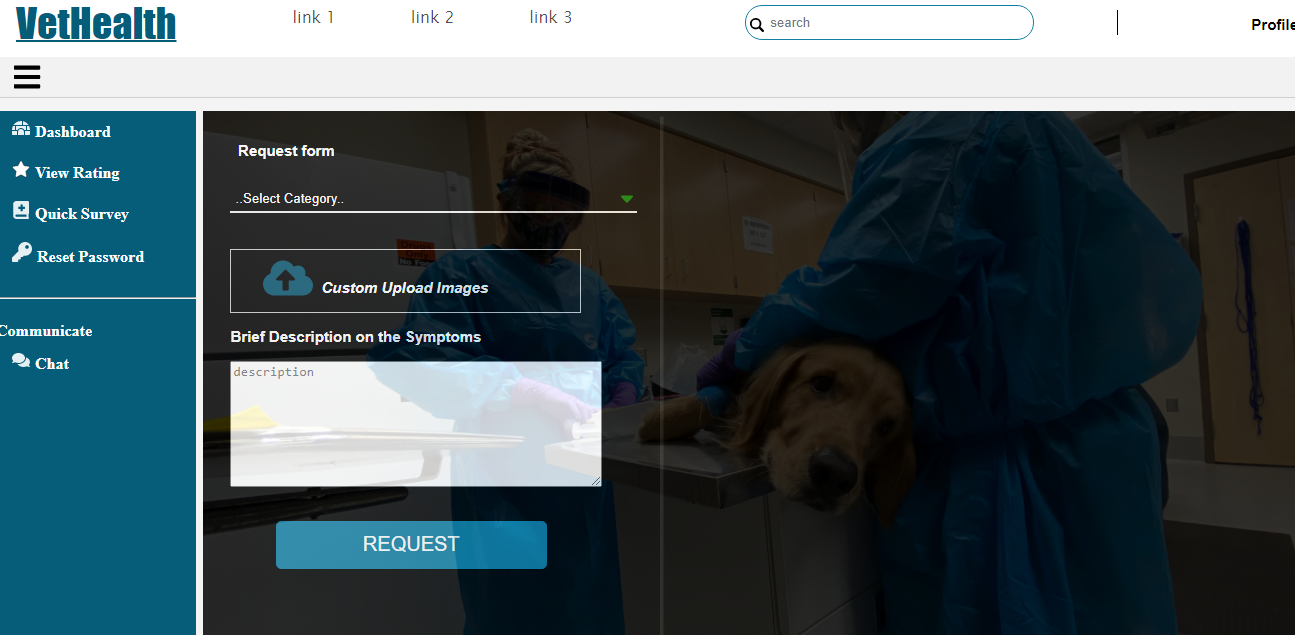 VetHealth
link 1
link 2
link 3
search
Profile
Dashboard
View Rating
Quick Survey
Reset Password
Communicate
Chat
Request form
..Select Category..
Custom Upload Images
Brief Description on the Symptoms
description
REQUEST